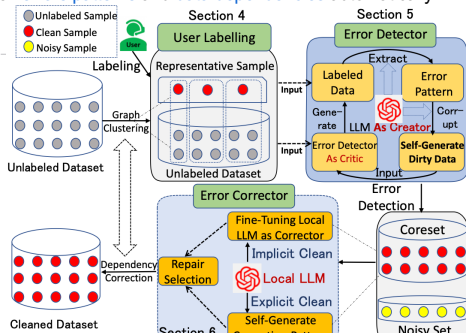 Unlabeled Sample
Clean Sample
Noisy Sample
User
Section 4
User Labelling
Section 5
Error Detector
Labeling
Representative Sample
Unlabeled Dataset
Graph
Clustering
Unlabeled Dataset
Input
Input
Extract
Labeled
Data
Error
Pattern
Gene-
rate
LLM As Creator
Corr-
upt
Error Detector
As Critic
Self-Generate
Dirty Data
Input
Error
Detection
Error Corrector
Fine-Tuning Local
LLM as Corrector
Implicit Clean
Local LLM
Explicit Clean
Repair
Selection
Self-Generate
Section 6
Dependency
Correction
Cleaned Dataset
Coreset
Noisy Set